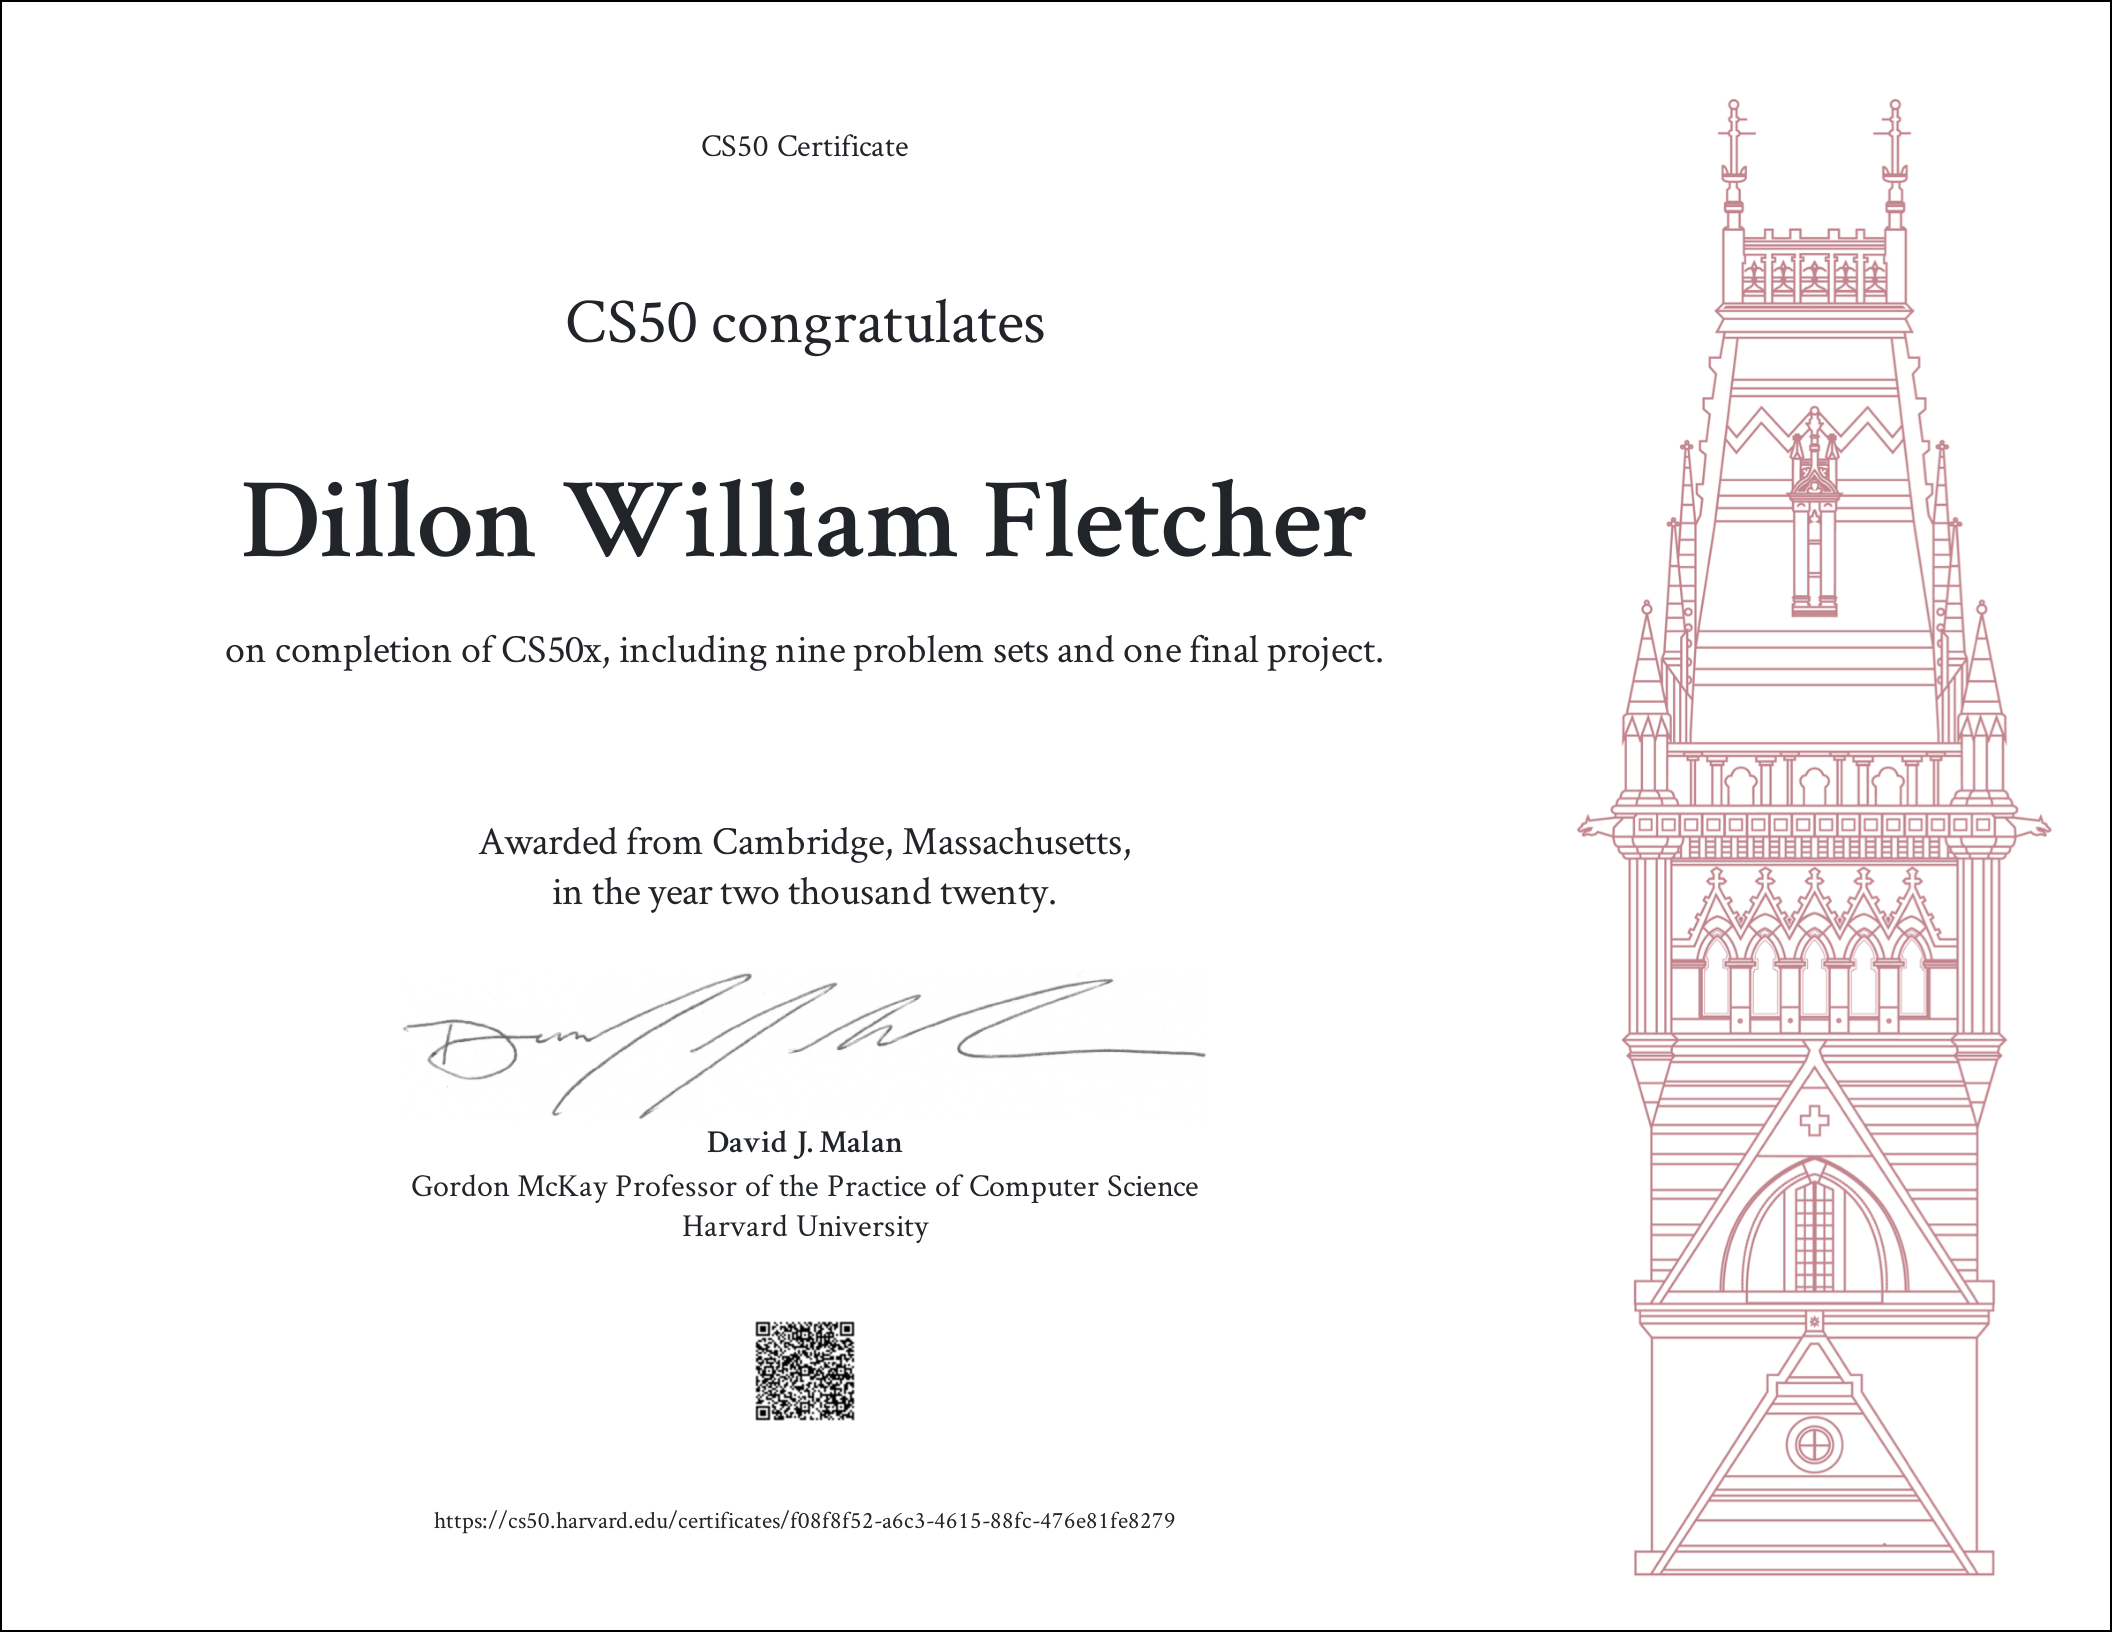 CS50 Certificate
CS50 congratulates
Dillon William Fletcher
on completion of CS50x, including nine problem sets and one final project.
Awarded from Cambridge, Massachusetts,
in the year two thousand twenty.
David J. Malan
Gordon McKay Professor of the Practice of Computer Science
Harvard University
https://cs50.harvard.edu/certificates/f08f8f52-a6c3-4615-88fc-476e81fe8279